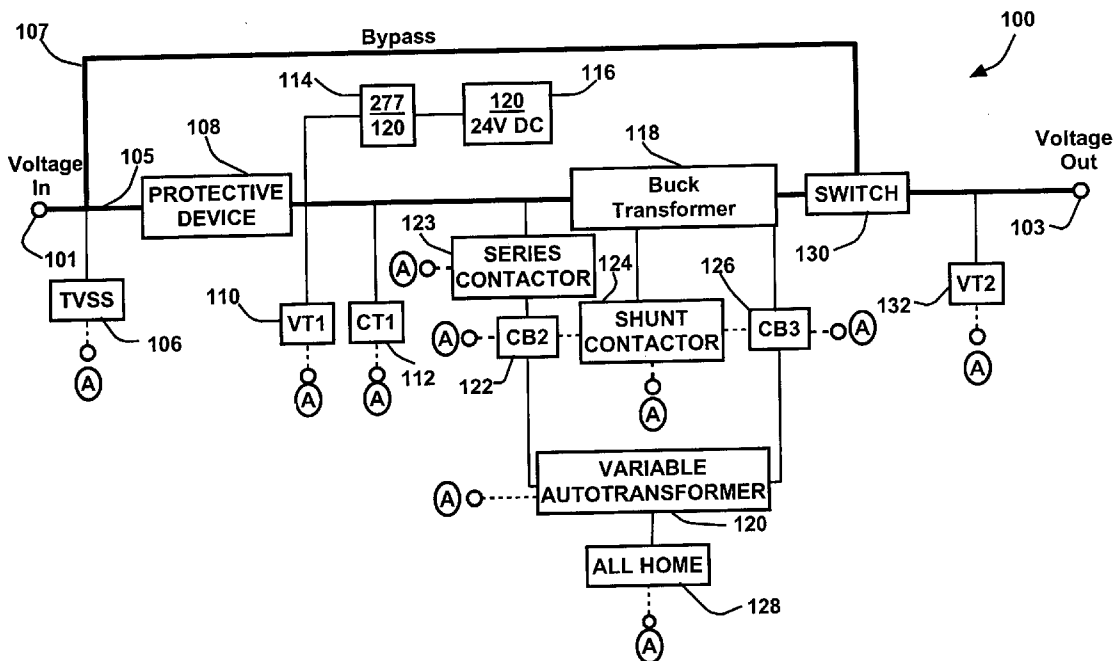 107
Bypass
100
114
277
120
116
120
24V DC
118
108
105
Voltage
In
PROTECTIVE
DEVICE
Buck
Transformer
SWITCH
130
Voltage
Out
103
101
123
SERIES
CONTACTOR
A
124
126
TVSS
106
A
110
VT1
A
CT1
112
A
A
CB2
122
SHUNT
CONTACTOR
A
CB3
A
132
VT2
A
VARIABLE
AUTOTRANSFORMER
120
A
ALL HOME
128
A